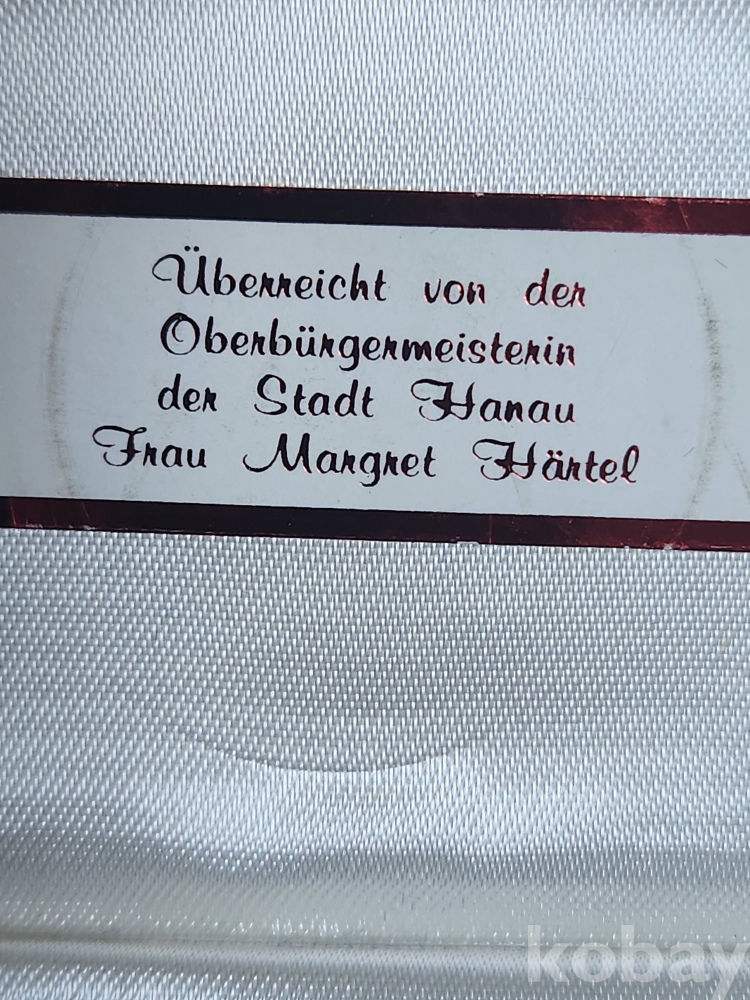 Überreicht von der
Oberbürgermeisterin
der Stadt Hanau
Frau Margret Härtel
kobay